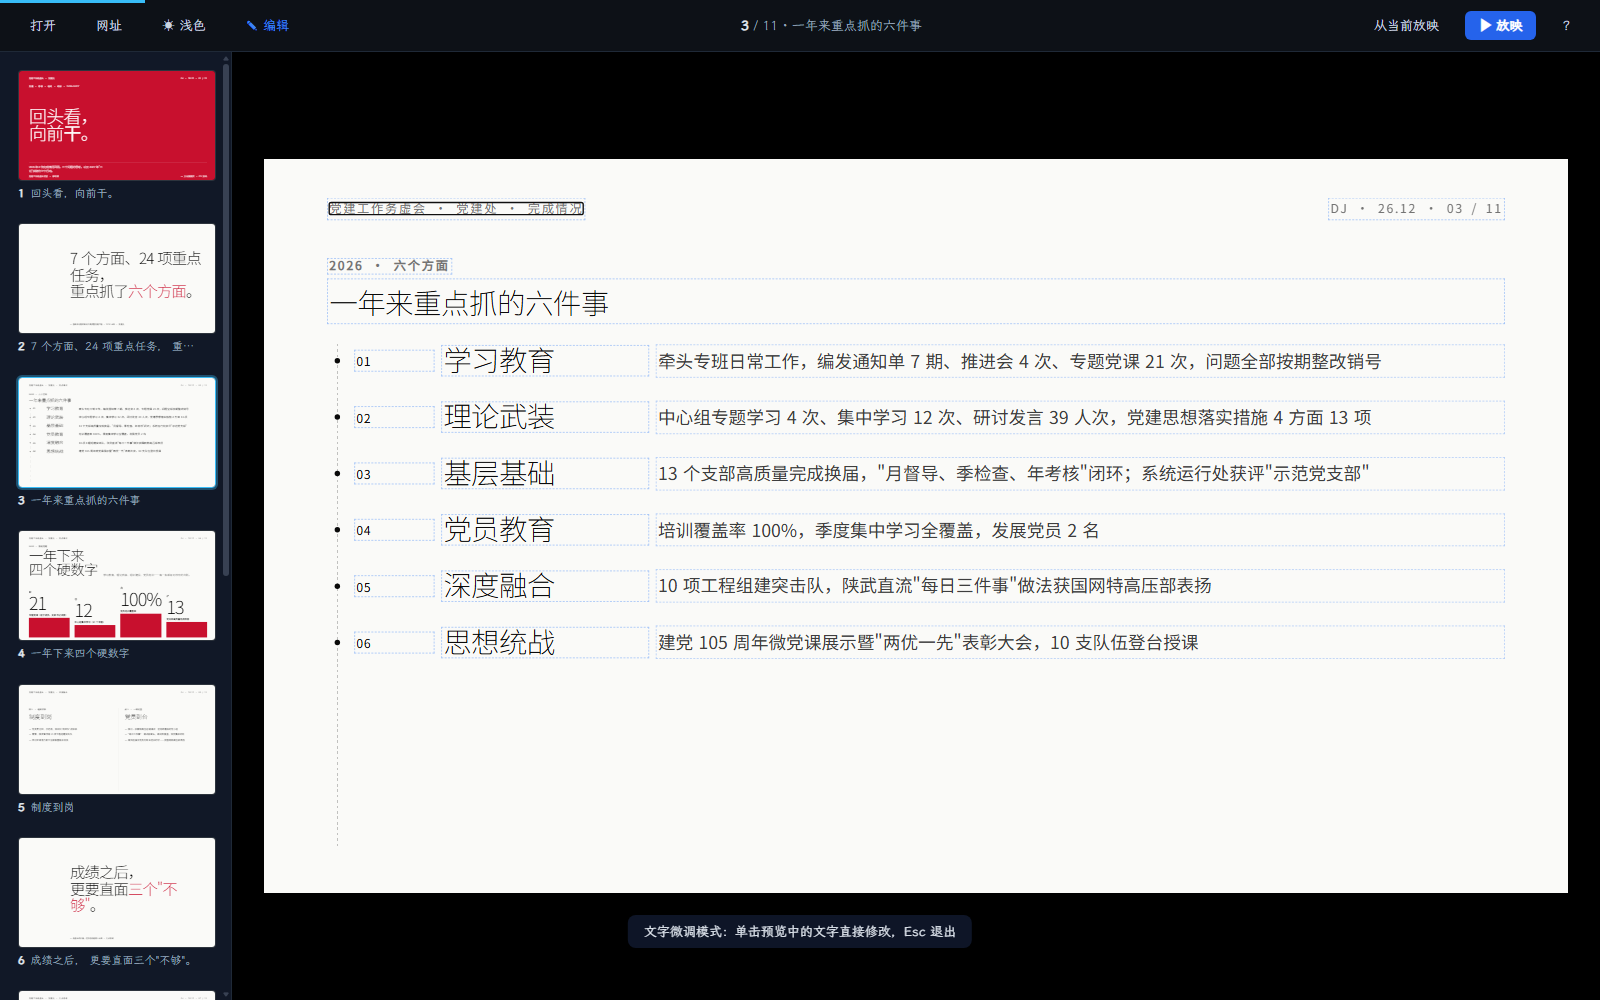 打开
网址
浅色
编辑
3 / 11 · 一年来重点抓的六件事
从当前放映
放映
?
回头看，
向前干。
1 回头看，向前干。
7 个方面、24 项重点
任务，
重点抓了六个方面。
2 7 个方面、24 项重点任务， 重…
3 一年来重点抓的六件事
一年下来
四个硬数字
21
12
100%
13
4 一年下来四个硬数字
制度到岗
党员到台
5 制度到岗
成绩之后，
更要直面三个"不
够"。
6 成绩之后， 更要直面三个"不够"。
党建工作务虚会 · 党建处 · 完成情况
DJ · 26.12 · 03 / 11
2026 · 六个方面
一年来重点抓的六件事
01 学习教育 牵头专班日常工作，编发通知单 7 期、推进会 4 次、专题党课 21 次，问题全部按期整改销号
02 理论武装 中心组专题学习 4 次、集中学习 12 次、研讨发言 39 人次，党建思想落实措施 4 方面 13 项
03 基层基础 13 个支部高质量完成换届，"月督导、季检查、年考核"闭环；系统运行处获评"示范党支部"
04 党员教育 培训覆盖率 100%，季度集中学习全覆盖，发展党员 2 名
05 深度融合 10 项工程组建突击队，陕武直流"每日三件事"做法获国网特高压部表扬
06 思想统战 建党 105 周年微党课展示暨"两优一先"表彰大会，10 支队伍登台授课
文字微调模式：单击预览中的文字直接修改，Esc 退出